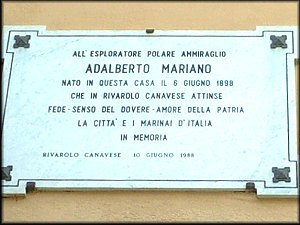 ALL'ESPLORATORE POLARE AMMIRAGLIO
ADALBERTO MARIANO
NATO IN QUESTA CASA IL 6 GIUGNO 1898
CHE IN RIVAROLO CANAVESE ATTINSE
FEDE-SENSO DEL DOVERE-AMORE DELLA PATRIA
LA CITTA' E I MARINAI D'ITALIA
IN MEMORIA
RIVAROLO CANAVESE 10 GIUGNO 1988